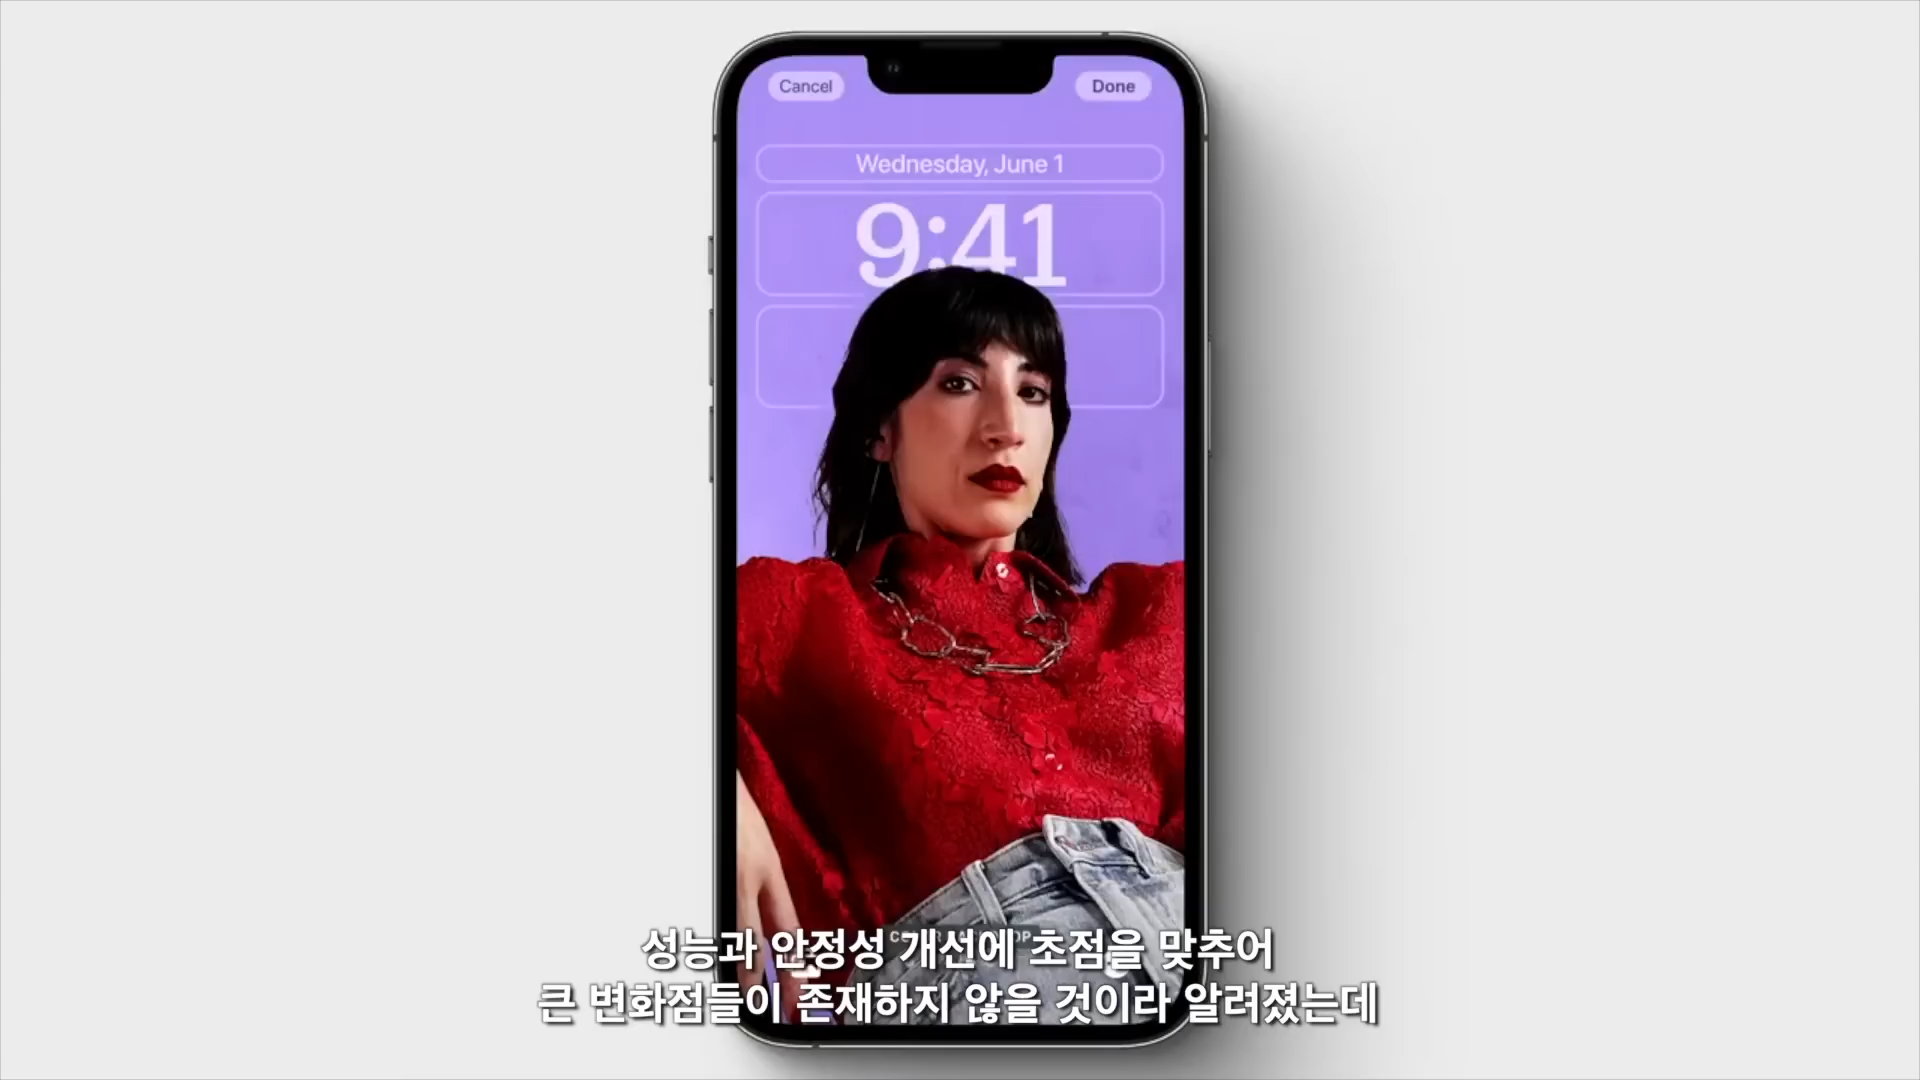 Cancel
Done
Wednesday, June 1
9:41
성능과 안정성 개선에 초점을 맞추어
큰 변화점들이 존재하지 않을 것이라 알려졌는데